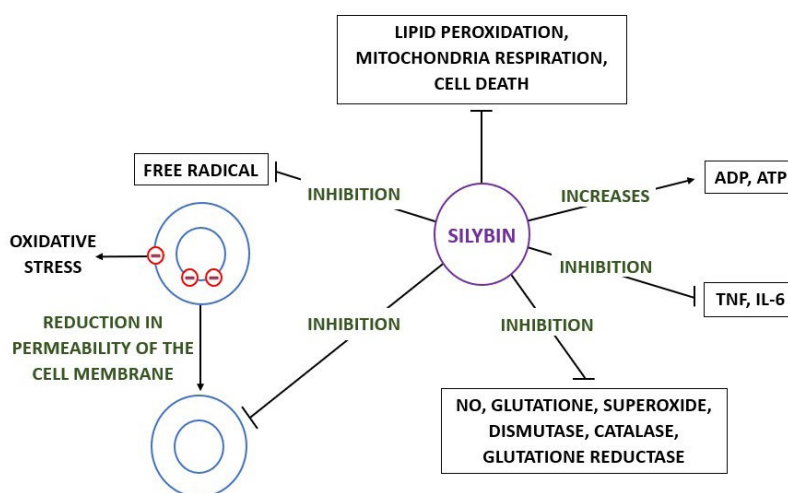 LIPID PEROXIDATION,
MITOCHONDRIA RESPIRATION,
CELL DEATH
FREE RADICAL
INHIBITION
INCREASES
ADP, ATP
SILYBIN
OXIDATIVE
STRESS
INHIBITION
TNF, IL-6
REDUCTION IN
PERMEABILITY OF THE
CELL MEMBRANE
INHIBITION
INHIBITION
NO, GLUTATIONE, SUPEROXIDE,
DISMUTASE, CATALASE,
GLUTATIONE REDUCTASE